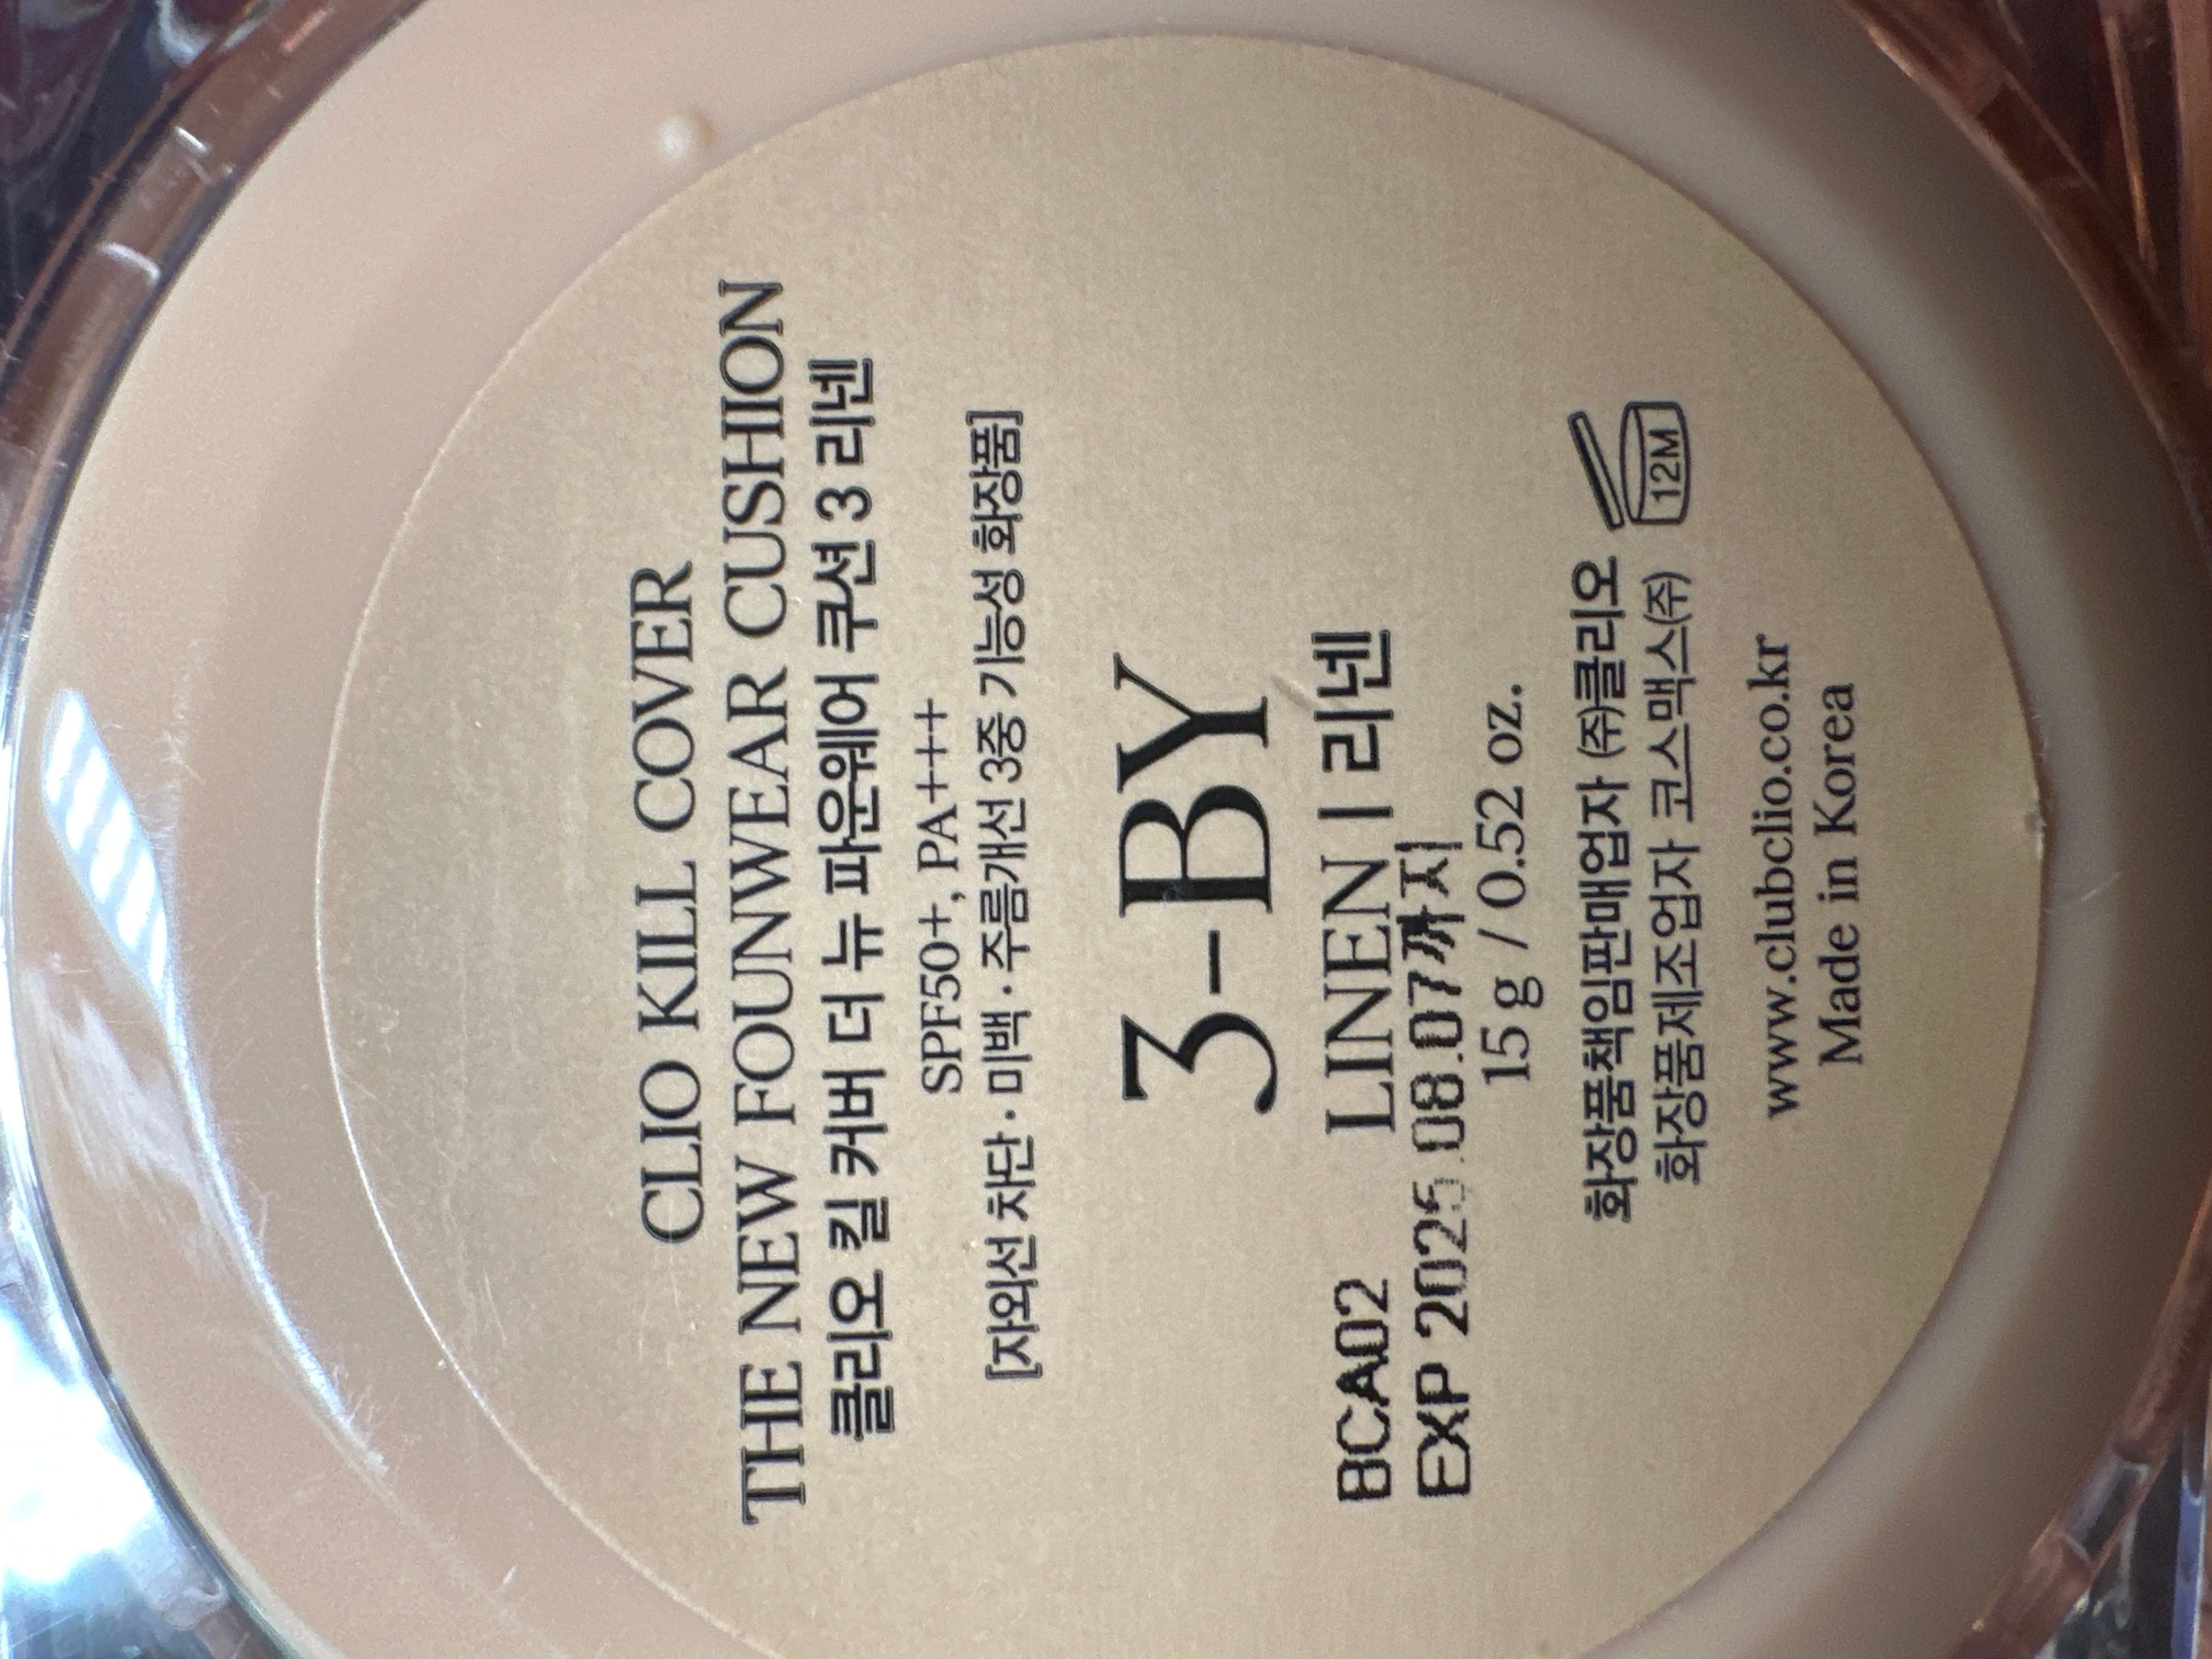 CLIO KILL COVER
THE NEW FOUNWEAR CUSHION
클리오 킬 커버 더 뉴 파운웨어 쿠션 3 리넨
SPF50+, PA+++
[자외선 차단 · 미백 · 주름개선 3중 기능성 화장품]
3-BY
LINEN | 리넨
BCA02
EXP 2025.08.07까지
15 g / 0.52 oz.
화장품책임판매업자 (주)클리오
화장품제조업자 코스맥스(주)
12M
www.clubclio.co.kr
Made in Korea